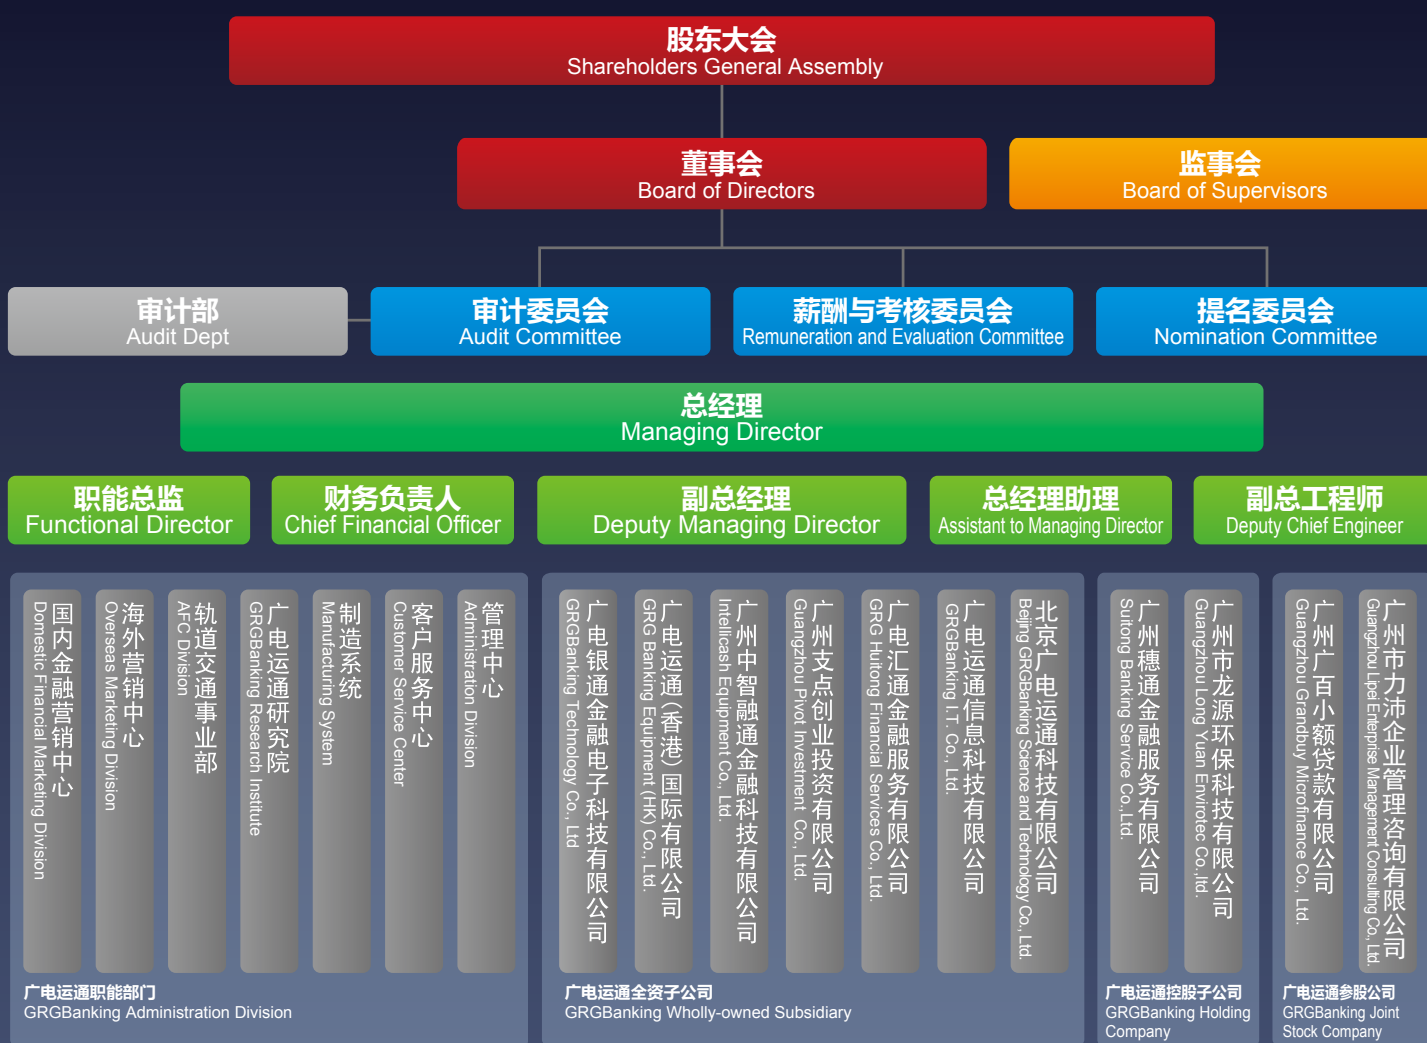 股东大会
Shareholders General Assembly
董事会
Board of Directors
监事会
Board of Supervisors
审计部
Audit Dept
审计委员会
Audit Committee
薪酬与考核委员会
Remuneration and Evaluation Committee
提名委员会
Nomination Committee
总经理
Managing Director
职能总监
Functional Director
财务负责人
Chief Financial Officer
副总经理
Deputy Managing Director
总经理助理
Assistant to Managing Director
副总工程师
Deputy Chief Engineer
国内金融营销中心
Domestic Financial Marketing Division
海外营销中心
Overseas Marketing Division
轨道交通事业部
AFC Division
广电运通研究院
GRGBanking Research Institute
制造系统
Manufacturing System
客户服务中心
Customer Service Center
管理中心
Administration Division
广电运通职能部门
GRGBanking Administration Division
广电银通金融电子科技有限公司
GRGBanking Technology Co., Ltd
广电运通(香港)国际有限公司
GRG Banking Equipment (HK) Co., Ltd.
广州中智融通金融科技有限公司
Intellicash Equipment Co., Ltd.
广州支点创业投资有限公司
Guangzhou Pivot Investment Co., Ltd.
广电汇通金融服务有限公司
GRG Huitong Financial Services Co., Ltd.
广电运通信息科技有限公司
GRGBanking I.T. Co., Ltd.
北京广电运通科技有限公司
Beijing GRGBanking Science and Technology Co., Ltd.
广电运通全资子公司
GRGBanking Wholly-owned Subsidiary
广州穗通金融服务有限公司
Suitong Banking Service Co.,Ltd.
广州市龙源环保科技有限公司
Guangzhou Long Yuan Envirotec Co.,ltd.
广电运通控股子公司
GRGBanking Holding
Company
广州广百小额贷款有限公司
Guangzhou Grandbuy Microfinance Co., Ltd.
广州市力沛企业管理咨询有限公司
Guangzhou Lipei Enterprise Management Consulting Co., Ltd.
广电运通参股公司
GRGBanking Joint
Stock Company